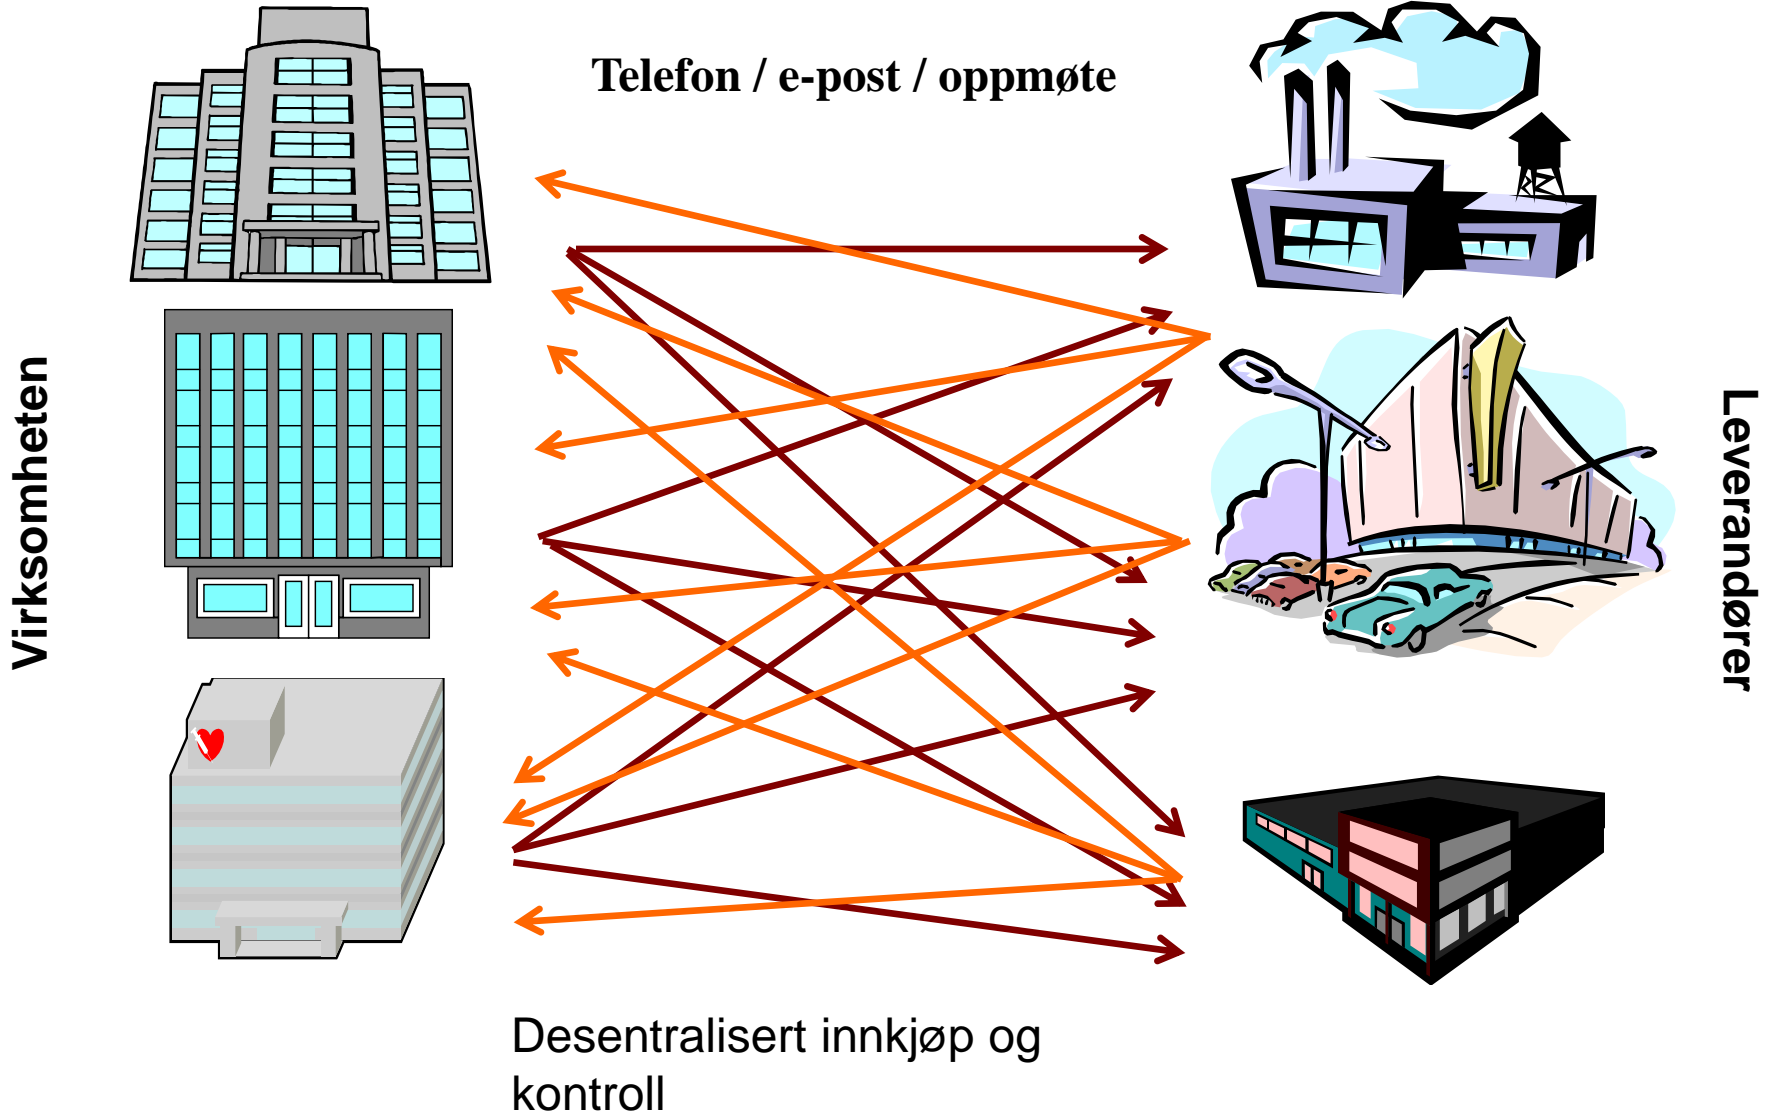 Telefon / e-post / oppmøte
Virksomheten
Leverandører
Desentralisert innkjøp og
kontroll